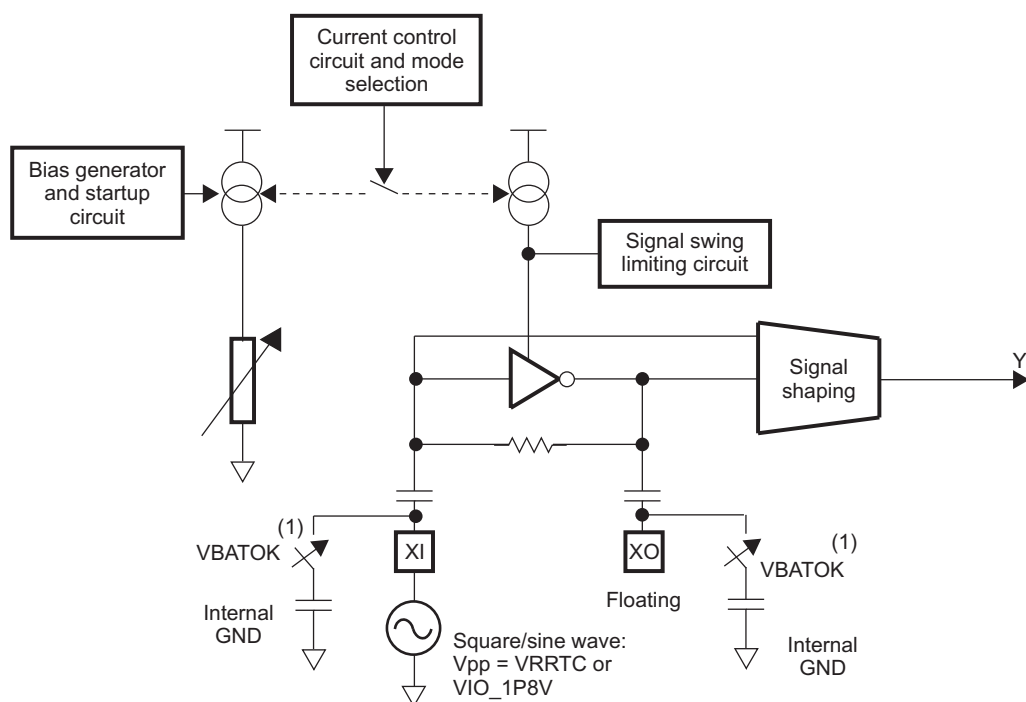 Current control
circuit and mode
selection
Bias generator
and startup
circuit
Signal swing
limiting circuit
Signal
shaping
Y
(1)
VBATOK
XI
XO
(1)
VBATOK
Floating
Internal
GND
Square/sine wave:
Vpp = VRRTC or
VIO_1P8V
Internal
GND